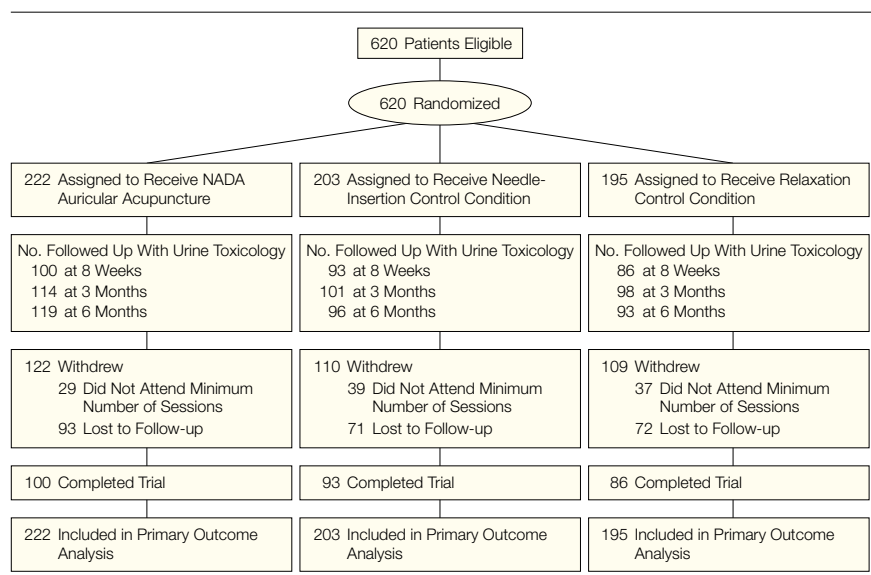 620 Patients Eligible
620 Randomized
222 Assigned to Receive NADA
Auricular Acupuncture
203 Assigned to Receive Needle-
Insertion Control Condition
195 Assigned to Receive Relaxation
Control Condition
No. Followed Up With Urine Toxicology
100 at 8 Weeks
114 at 3 Months
119 at 6 Months
No. Followed Up With Urine Toxicology
93 at 8 Weeks
101 at 3 Months
96 at 6 Months
No. Followed Up With Urine Toxicology
86 at 8 Weeks
98 at 3 Months
93 at 6 Months
122 Withdrew
29 Did Not Attend Minimum
Number of Sessions
93 Lost to Follow-up
110 Withdrew
39 Did Not Attend Minimum
Number of Sessions
71 Lost to Follow-up
109 Withdrew
37 Did Not Attend Minimum
Number of Sessions
72 Lost to Follow-up
100 Completed Trial
93 Completed Trial
86 Completed Trial
222 Included in Primary Outcome
Analysis
203 Included in Primary Outcome
Analysis
195 Included in Primary Outcome
Analysis